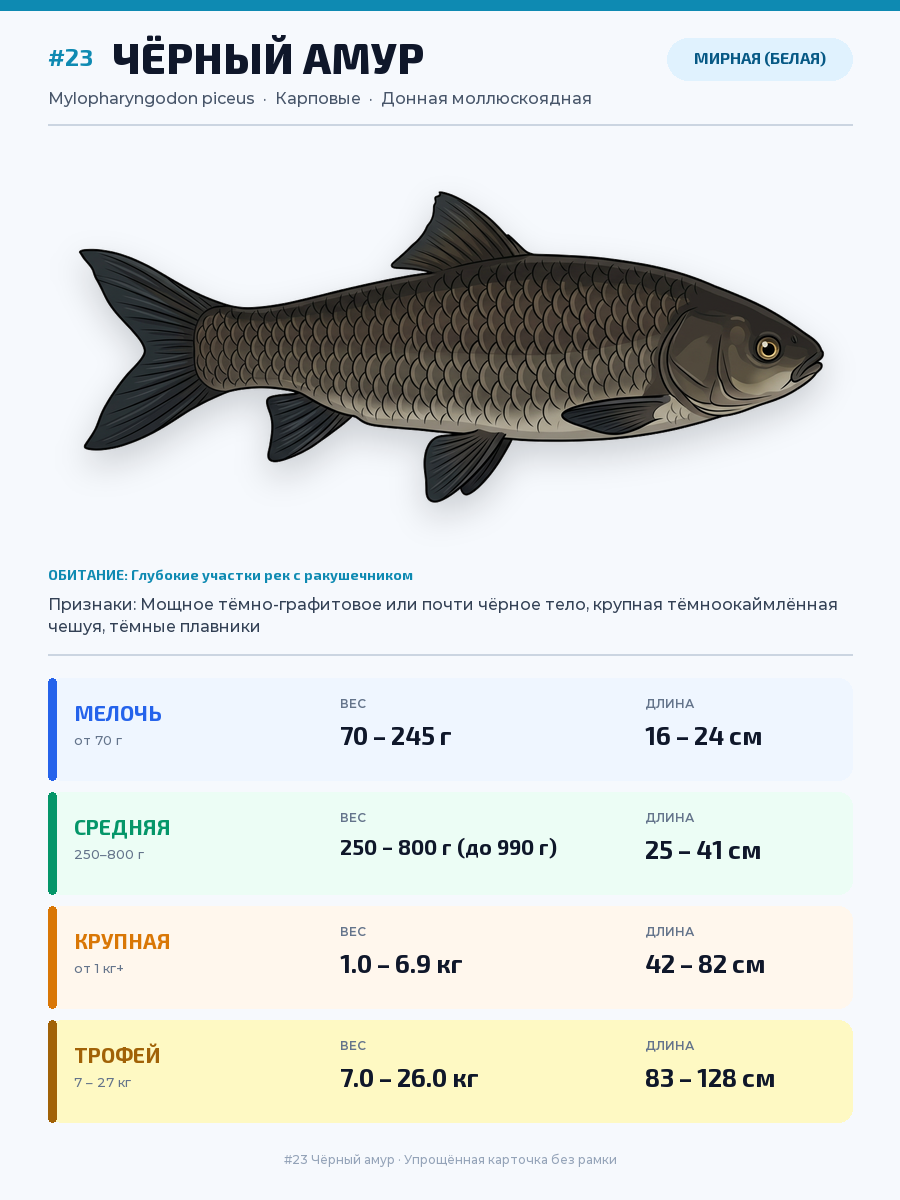 #23 ЧЁРНЫЙ АМУР
МИРНАЯ (БЕЛАЯ)
Mylopharyngodon piceus · Карповые · Донная моллюскоядная
ОБИТАНИЕ: Глубокие участки рек с ракушечником
Признаки: Мощное тёмно-графитовое или почти чёрное тело, крупная тёмноокаймлённая
чешуя, тёмные плавники
МЕЛОЧЬ
от 70 г
ВЕС
70 – 245 г
ДЛИНА
16 – 24 см
СРЕДНЯЯ
250–800 г
ВЕС
250 – 800 г (до 990 г)
ДЛИНА
25 – 41 см
КРУПНАЯ
от 1 кг+
ВЕС
1.0 – 6.9 кг
ДЛИНА
42 – 82 см
ТРОФЕЙ
7 – 27 кг
ВЕС
7.0 – 26.0 кг
ДЛИНА
83 – 128 см
#23 Чёрный амур · Упрощённая карточка без рамки